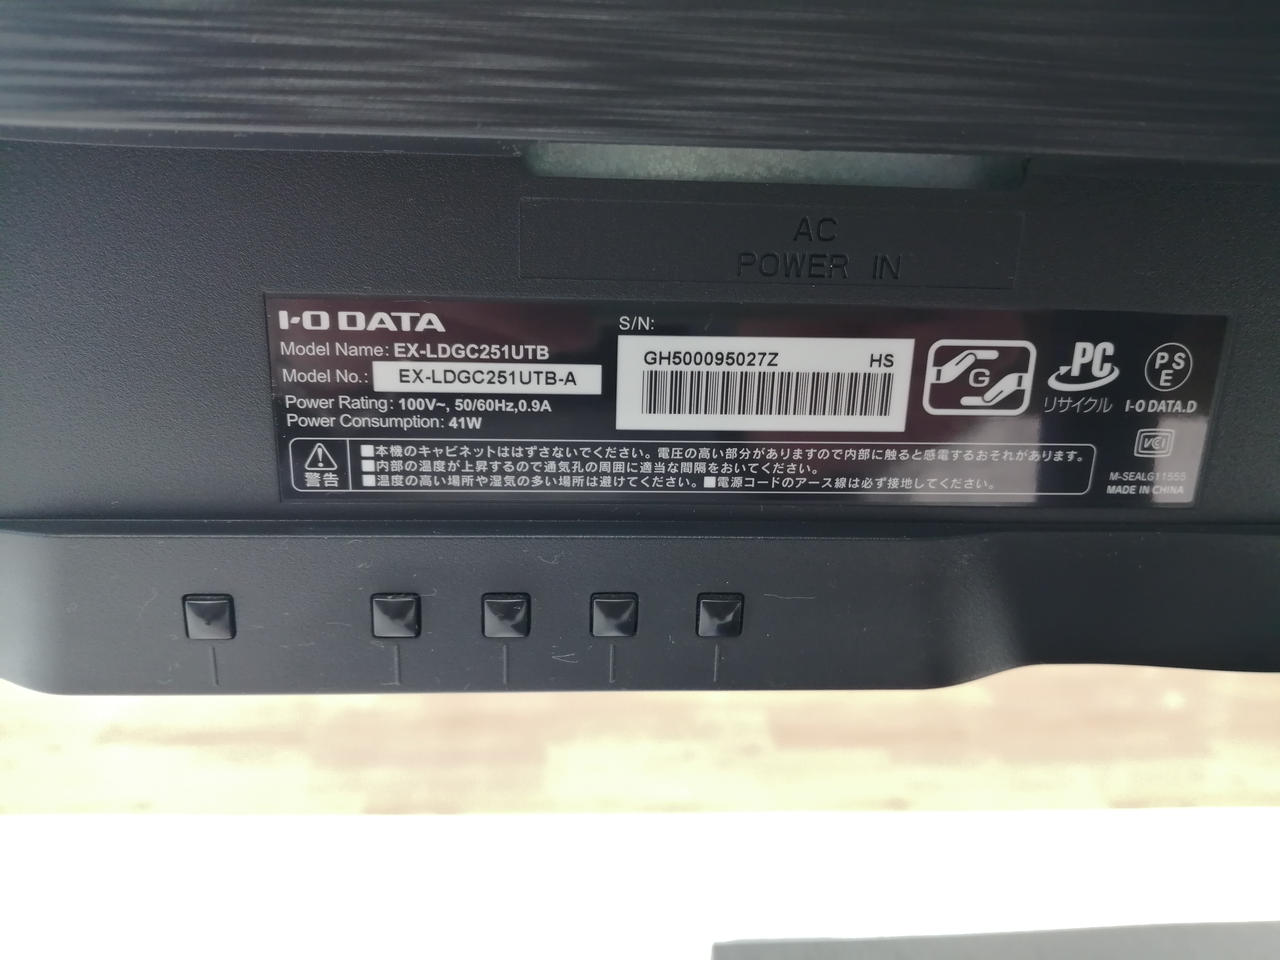 AC
POWER IN
I-O DATA
Model Name: EX-LDGC251UTB
Model No.: EX-LDGC251UTB-A
Power Rating: 100V~, 50/60Hz,0.9A
Power Consumption: 41W
S/N:
GH500095027Z HS
G
PC
リサイクル
PS
E
I-O DATA.D
VCI
M-SEALG11555
MADE IN CHINA
警告
■本機のキャビネットははずさないでください。電圧の高い部分がありますので内部に触ると感電するおそれがあります。
■内部の温度が上昇するので通気孔の周囲に適当な間隔をおいてください。
■温度の高い場所や湿気の多い場所は避けてください。■電源コードのアース線は必ず接地してください。